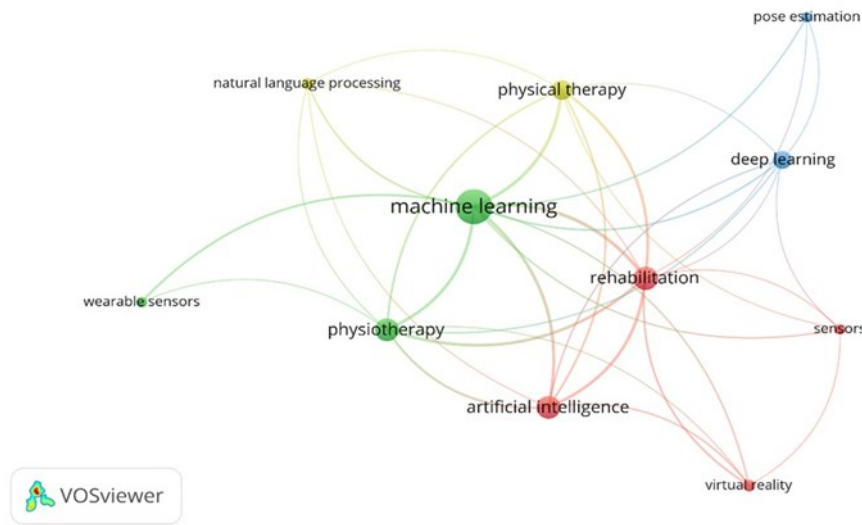 pose estimation
natural language processing
physical therapy
deep learning
machine learning
rehabilitation
wearable sensors
physiotherapy
sensors
artificial intelligence
virtual reality
VOSviewer